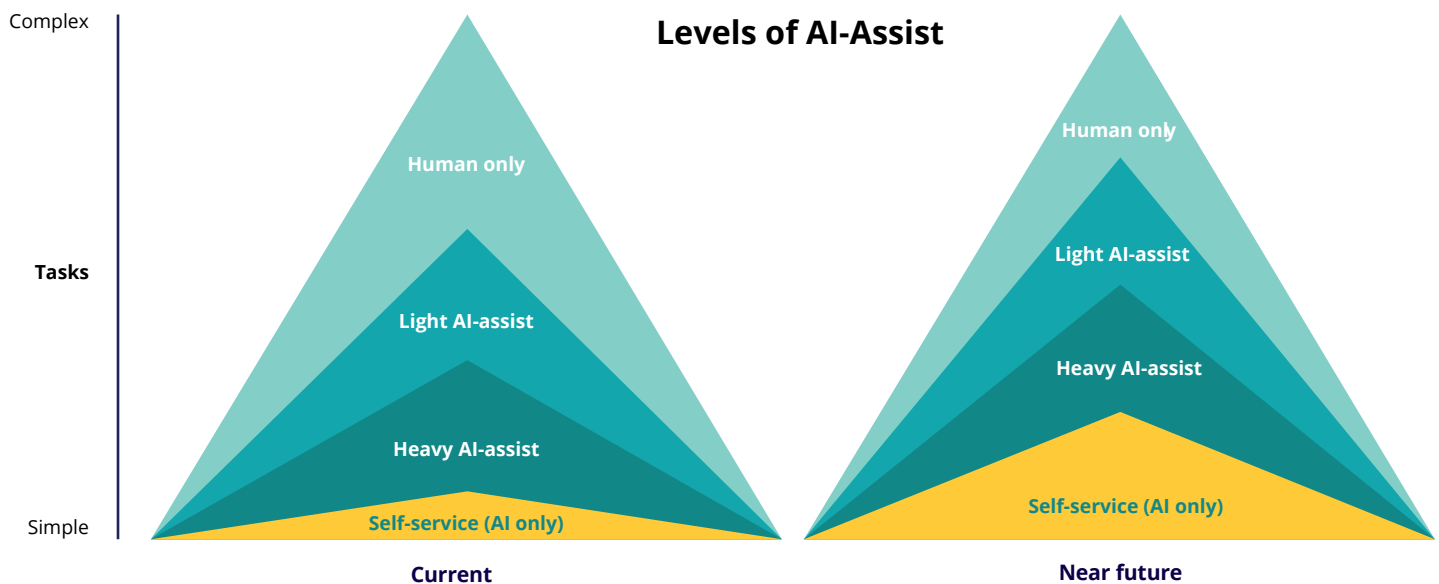 Levels of AI-Assist
Complex
Tasks
Simple
Human only
Light AI-assist
Heavy AI-assist
Self-service (AI only)
Current
Human only
Light AI-assist
Heavy AI-assist
Self-service (AI only)
Near future